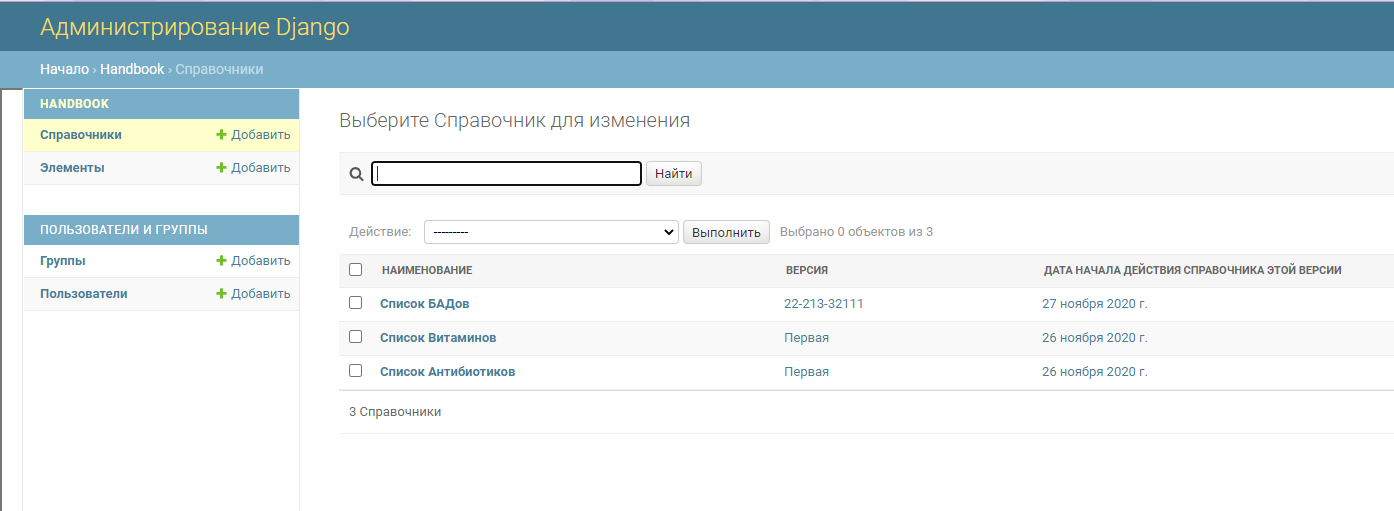 Администрирование Django
Начало › Handbook › Справочники
HANDBOOK
Справочники
Добавить
Элементы
Добавить
ПОЛЬЗОВАТЕЛИ И ГРУППЫ
Группы
Добавить
Пользователи
Добавить
Выберите Справочник для изменения
Найти
Действие: --------- Выполнить Выбрано 0 объектов из 3
НАИМЕНОВАНИЕ ВЕРСИЯ ДАТА НАЧАЛА ДЕЙСТВИЯ СПРАВОЧНИКА ЭТОЙ ВЕРСИИ
Список БАДов 22-213-32111 27 ноября 2020 г.
Список Витаминов Первая 26 ноября 2020 г.
Список Антибиотиков Первая 26 ноября 2020 г.
3 Справочники